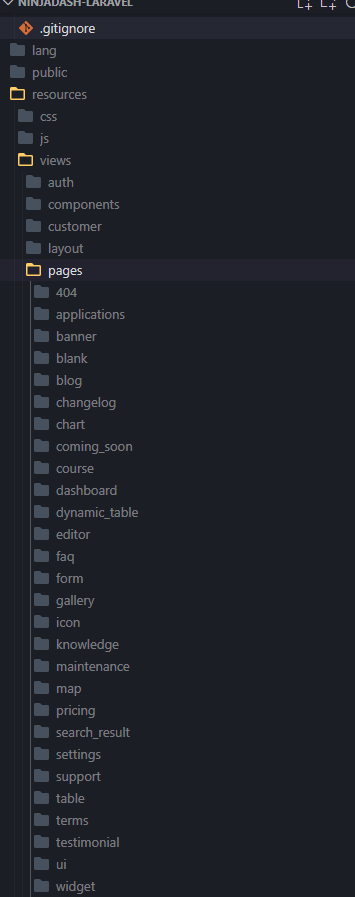 NINJADASH-LARAVEL
.gitignore
lang
public
resources
css
js
views
auth
components
customer
layout
pages
404
applications
banner
blank
blog
changelog
chart
coming_soon
course
dashboard
dynamic_table
editor
faq
form
gallery
icon
knowledge
maintenance
map
pricing
search_result
settings
support
table
terms
testimonial
ui
widget